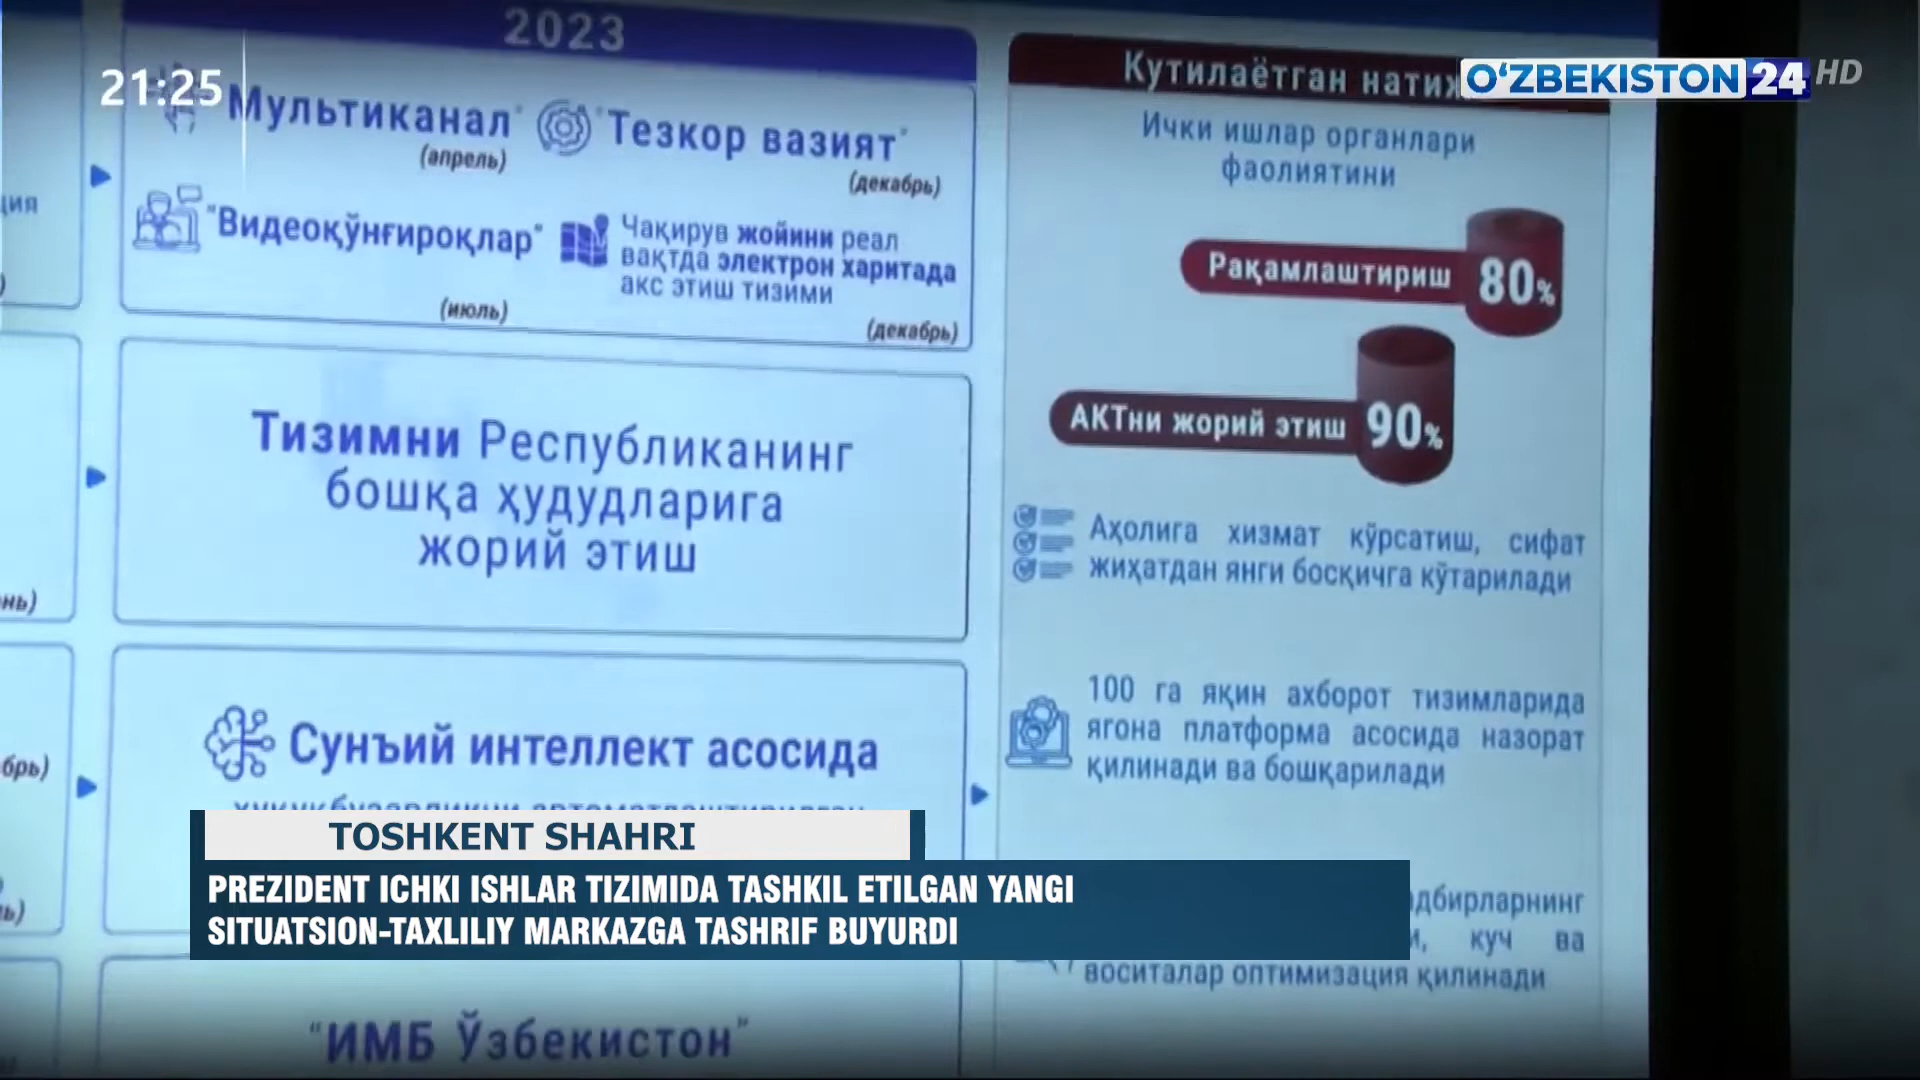 2023
Кутилаётган
21:25
O‘ZBEKISTON 24 HD
"Мультиканал"
(апрель)
"Тезкор вазият"
(декабрь)
"Видеоқўнғироқлар"
(июль)
Чақирув жойини реал
вақтда электрон харитада
акс этиш тизими
(декабрь)
Тизимни Республиканинг
бошқа ҳудудларига
жорий этиш
Сунъий интеллект асосида
"ИМБ Ўзбекистон"
Ички ишлар органлари
фаолиятини
Рақамлаштириш 80%
АКТни жорий этиш 90%
Аҳолига хизмат кўрсатиш, сифат
жиҳатдан янги босқичга кўтарилади
100 га яқин ахборот тизимларида
ягона платформа асосида назорат
қилинади ва бошқарилади
куч ва
воситалар оптимизация қилинади
TOSHKENT SHAHRI
PREZIDENT ICHKI ISHLAR TIZIMIDA TASHKIL ETILGAN YANGI
SITUATSION-TAXLILIY MARKAZGA TASHRIF BUYURDI